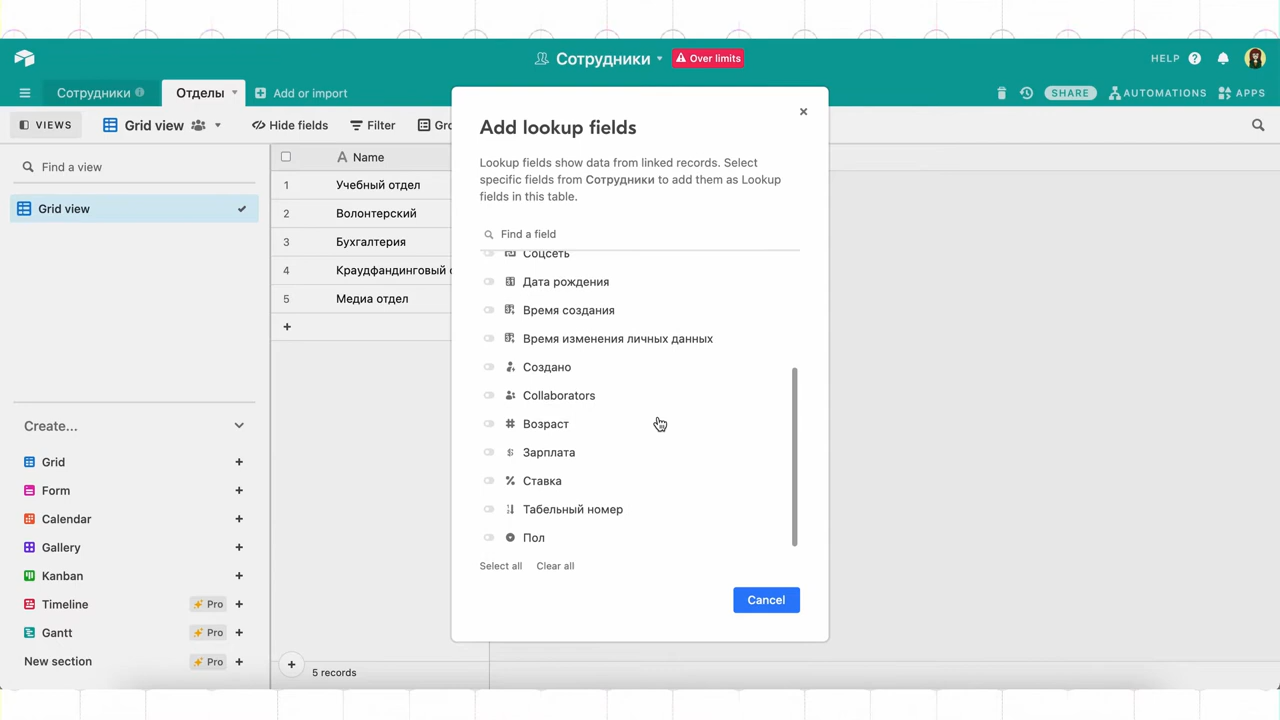 Сотрудники
Over limits
HELP
Сотрудники
Отделы
Add or import
SHARE
AUTOMATIONS
APPS
VIEWS
Grid view
Hide fields
Filter
Find a view
Grid view
Create...
Grid
Form
Calendar
Gallery
Kanban
Timeline
Pro
Gantt
Pro
New section
Pro
Name
1 Учебный отдел
2 Волонтерский
3 Бухгалтерия
4 Краудфандинговый
5 Медиа отдел
5 records
Add lookup fields
Lookup fields show data from linked records. Select
specific fields from Сотрудники to add them as Lookup
fields in this table.
Find a field
Соцсеть
Дата рождения
Время создания
Время изменения личных данных
Создано
Collaborators
Возраст
Зарплата
Ставка
Табельный номер
Пол
Select all
Clear all
Cancel